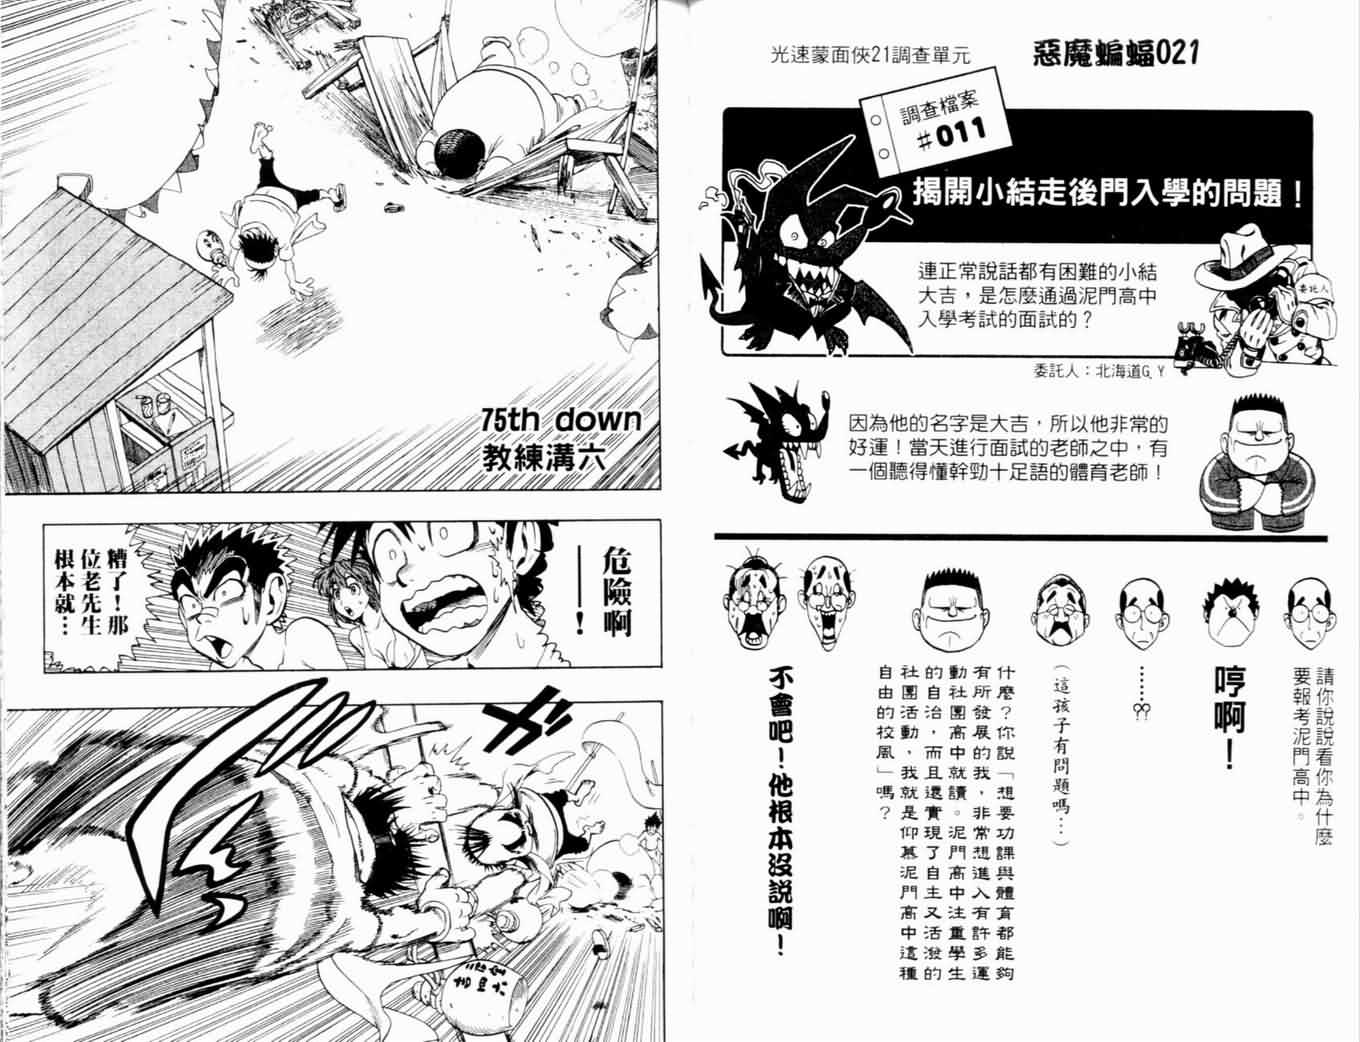 光速蒙面俠21調查單元
惡魔蝙蝠021
調查檔案
#011
揭開小結走後門入學的問題！
連正常說話都有困難的小結
大吉，是怎麼通過泥門高中
入學考試的面試的？
委託人
委託人：北海道G.Y
因為他的名字是大吉，所以他非常的
好運！當天進行面試的老師之中，有
一個聽得懂幹勁十足語的體育老師！
請你說說看你為什麼
要報考泥門高中。
哼啊！
……??
（這孩子有問題嗎…）
什麼？你說「想要功課與體育都能夠
有所發展的我，非常想進入有許多運
動社團高中就讀。泥門高中注重學生
的自治，而且還實現了自主又活潑的
社團活動，我就是仰慕泥門高中這種
自由的校風」嗎？
不會吧！他根本沒說啊！
75th down
教練溝六
危險啊
——！
糟了！那
位老先生
根本就…